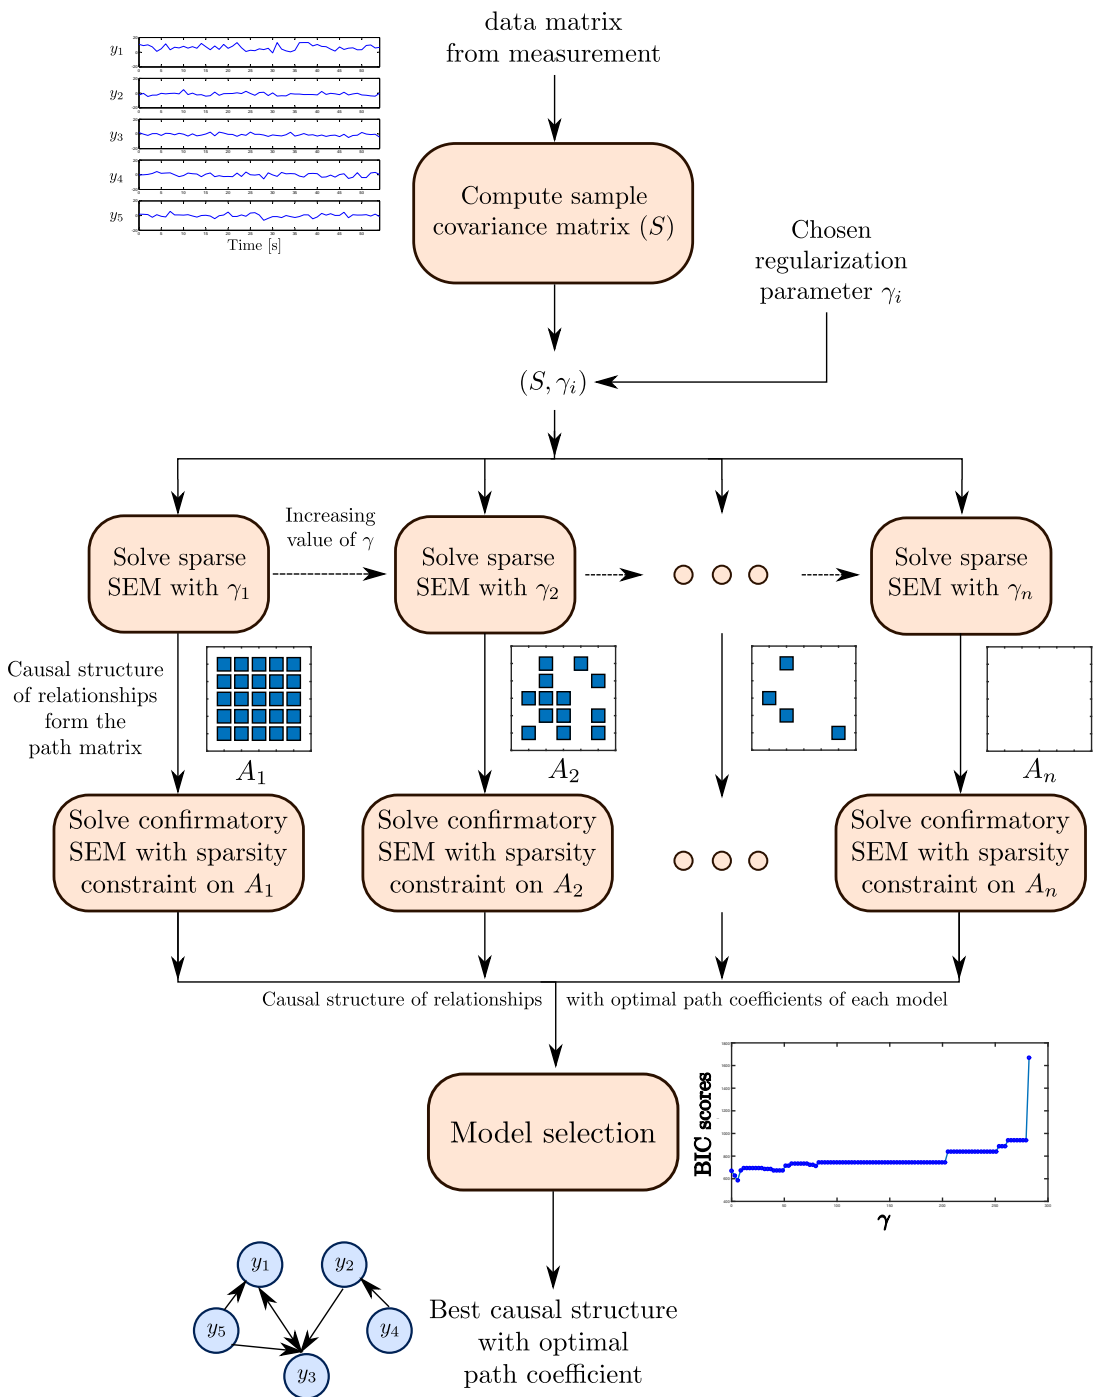 data matrix
from measurement
y1
y2
y3
y4
y5
Time [s]
Compute sample
covariance matrix (S)
Chosen
regularization
parameter γi
(S, γi)
Increasing
value of γ
Solve sparse
SEM with γ1
Solve sparse
SEM with γ2
Solve sparse
SEM with γn
Causal structure
of relationships
form the
path matrix
A1
A2
An
Solve confirmatory
SEM with sparsity
constraint on A1
Solve confirmatory
SEM with sparsity
constraint on A2
Solve confirmatory
SEM with sparsity
constraint on An
Causal structure of relationships with optimal path coefficients of each model
Model selection
BIC scores
γ
y1
y2
y5
y4
y3
Best causal structure
with optimal
path coefficient